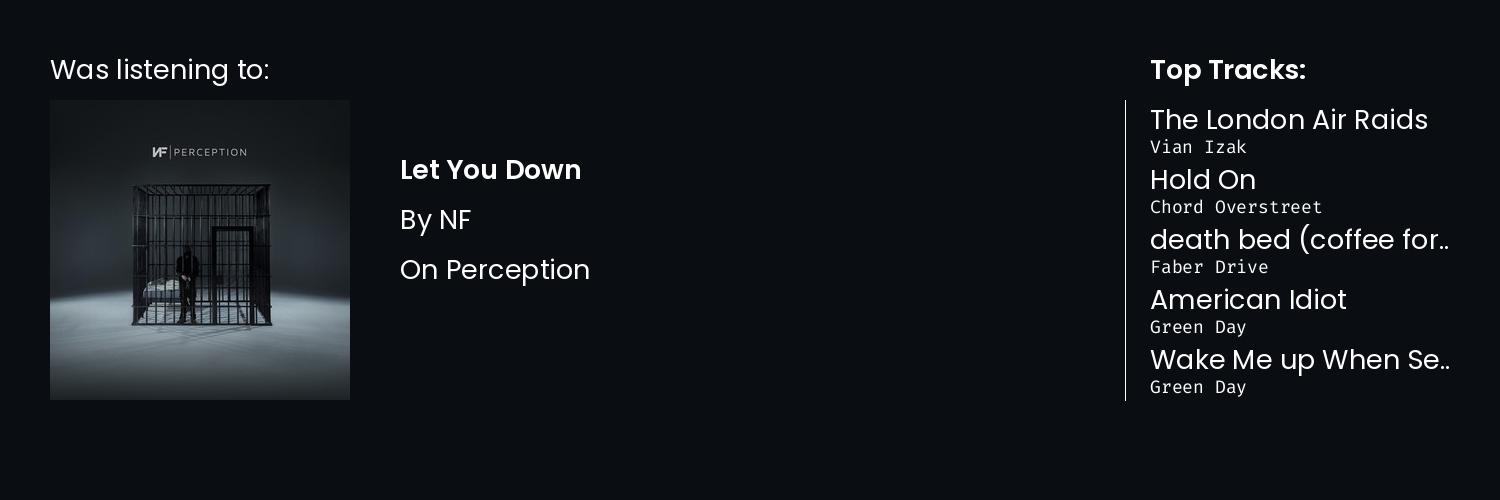 Was listening to:
NF | PERCEPTION
Let You Down
By NF
On Perception
Top Tracks:
The London Air Raids
Vian Izak
Hold On
Chord Overstreet
death bed (coffee for..
Faber Drive
American Idiot
Green Day
Wake Me up When Se..
Green Day